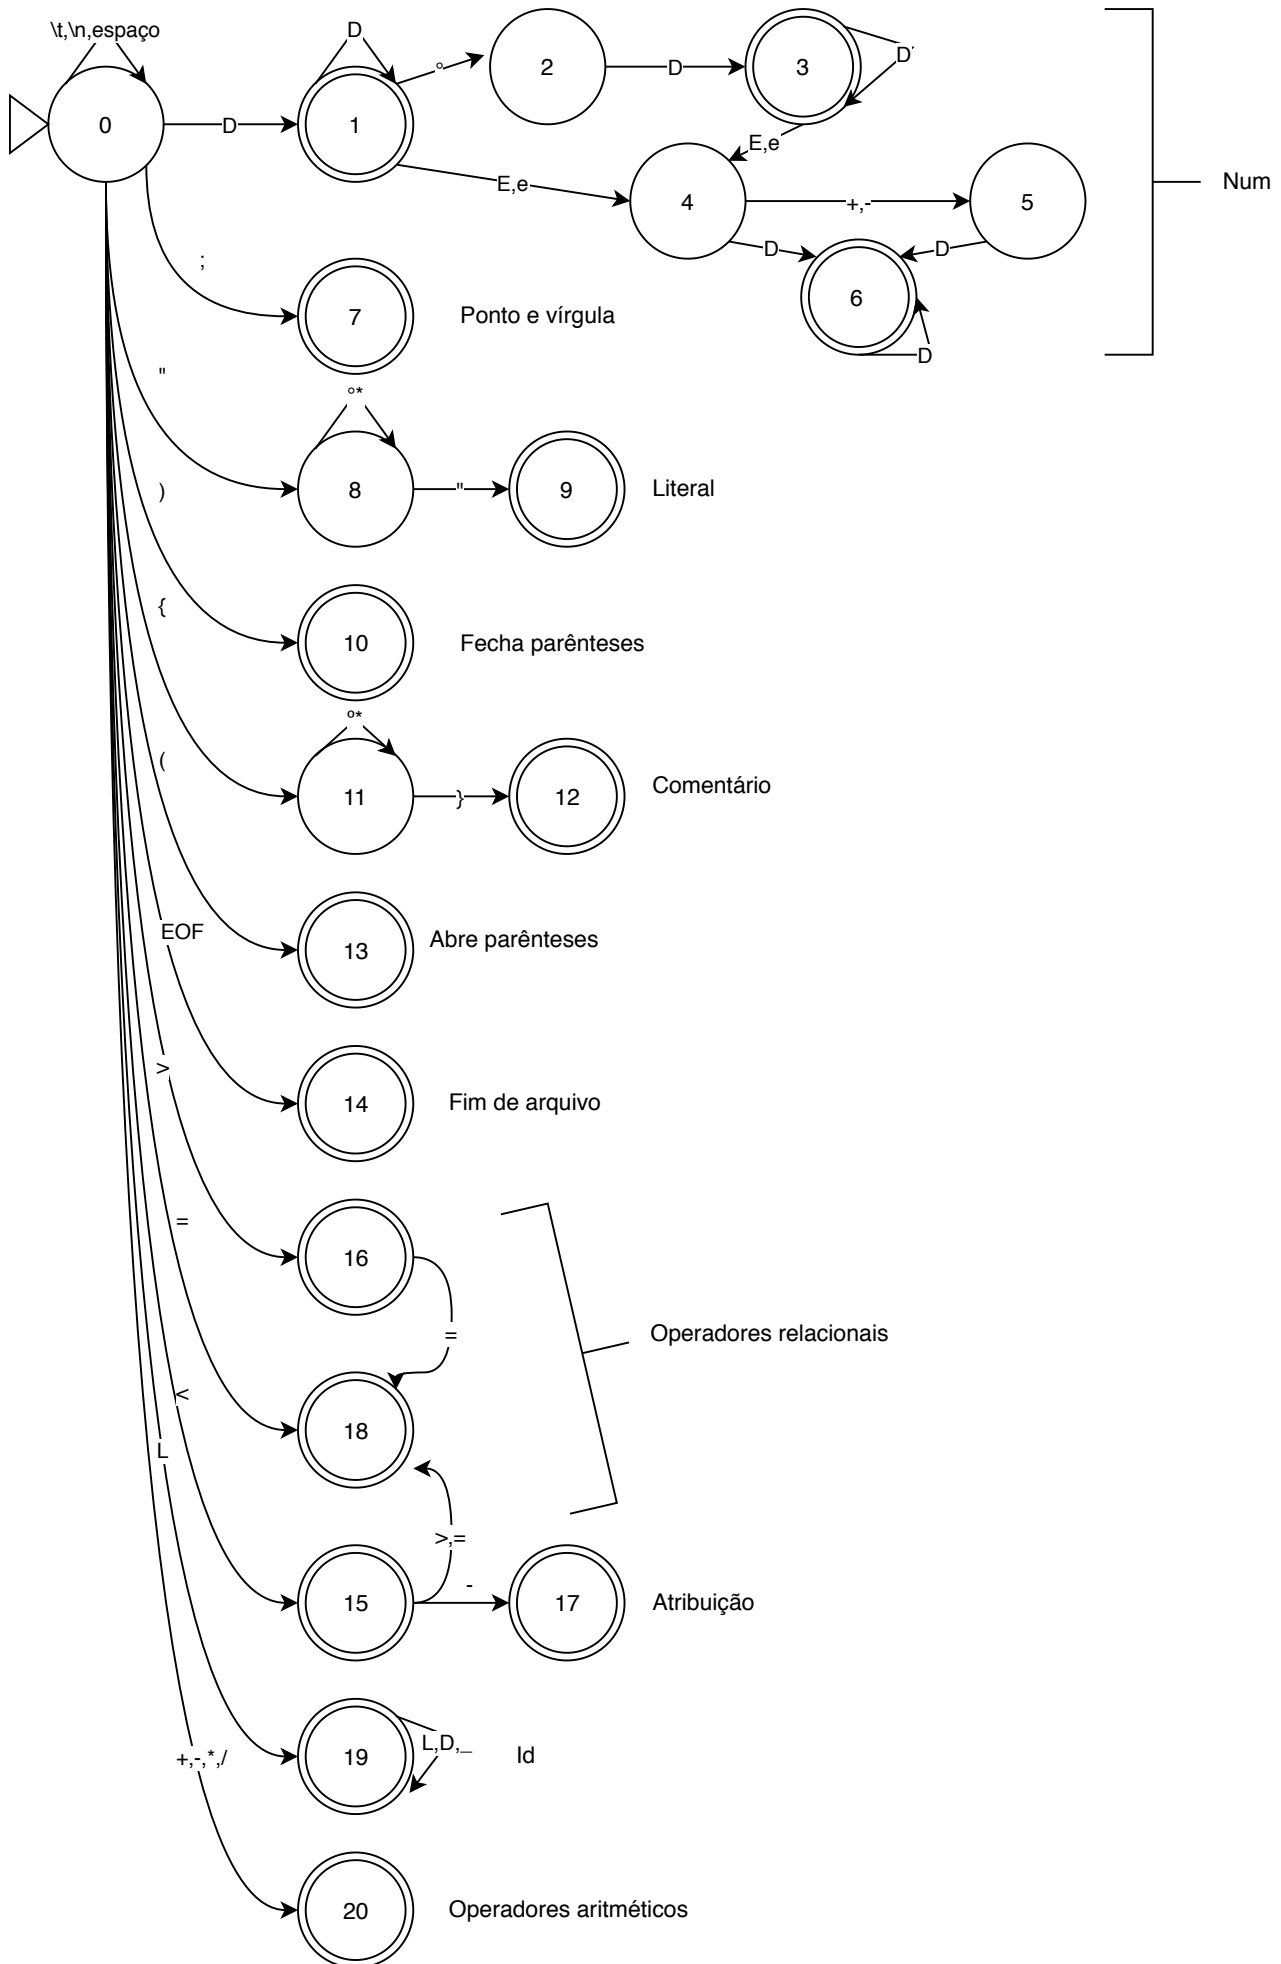 \t,\n,espaço
D
°
2
D
3
D
0
D
1
E,e
E,e
4
+,-
5
Num
D
D
6
D
;
7
Ponto e vírgula
"
°*
8
"
9
Literal
)
10
Fecha parênteses
{
°*
11
}
12
Comentário
(
13
Abre parênteses
EOF
14
Fim de arquivo
>
16
=
=
Operadores relacionais
18
<
L
>,=
15
-
17
Atribuição
19
L,D,_
Id
+,-,*,/
20
Operadores aritméticos